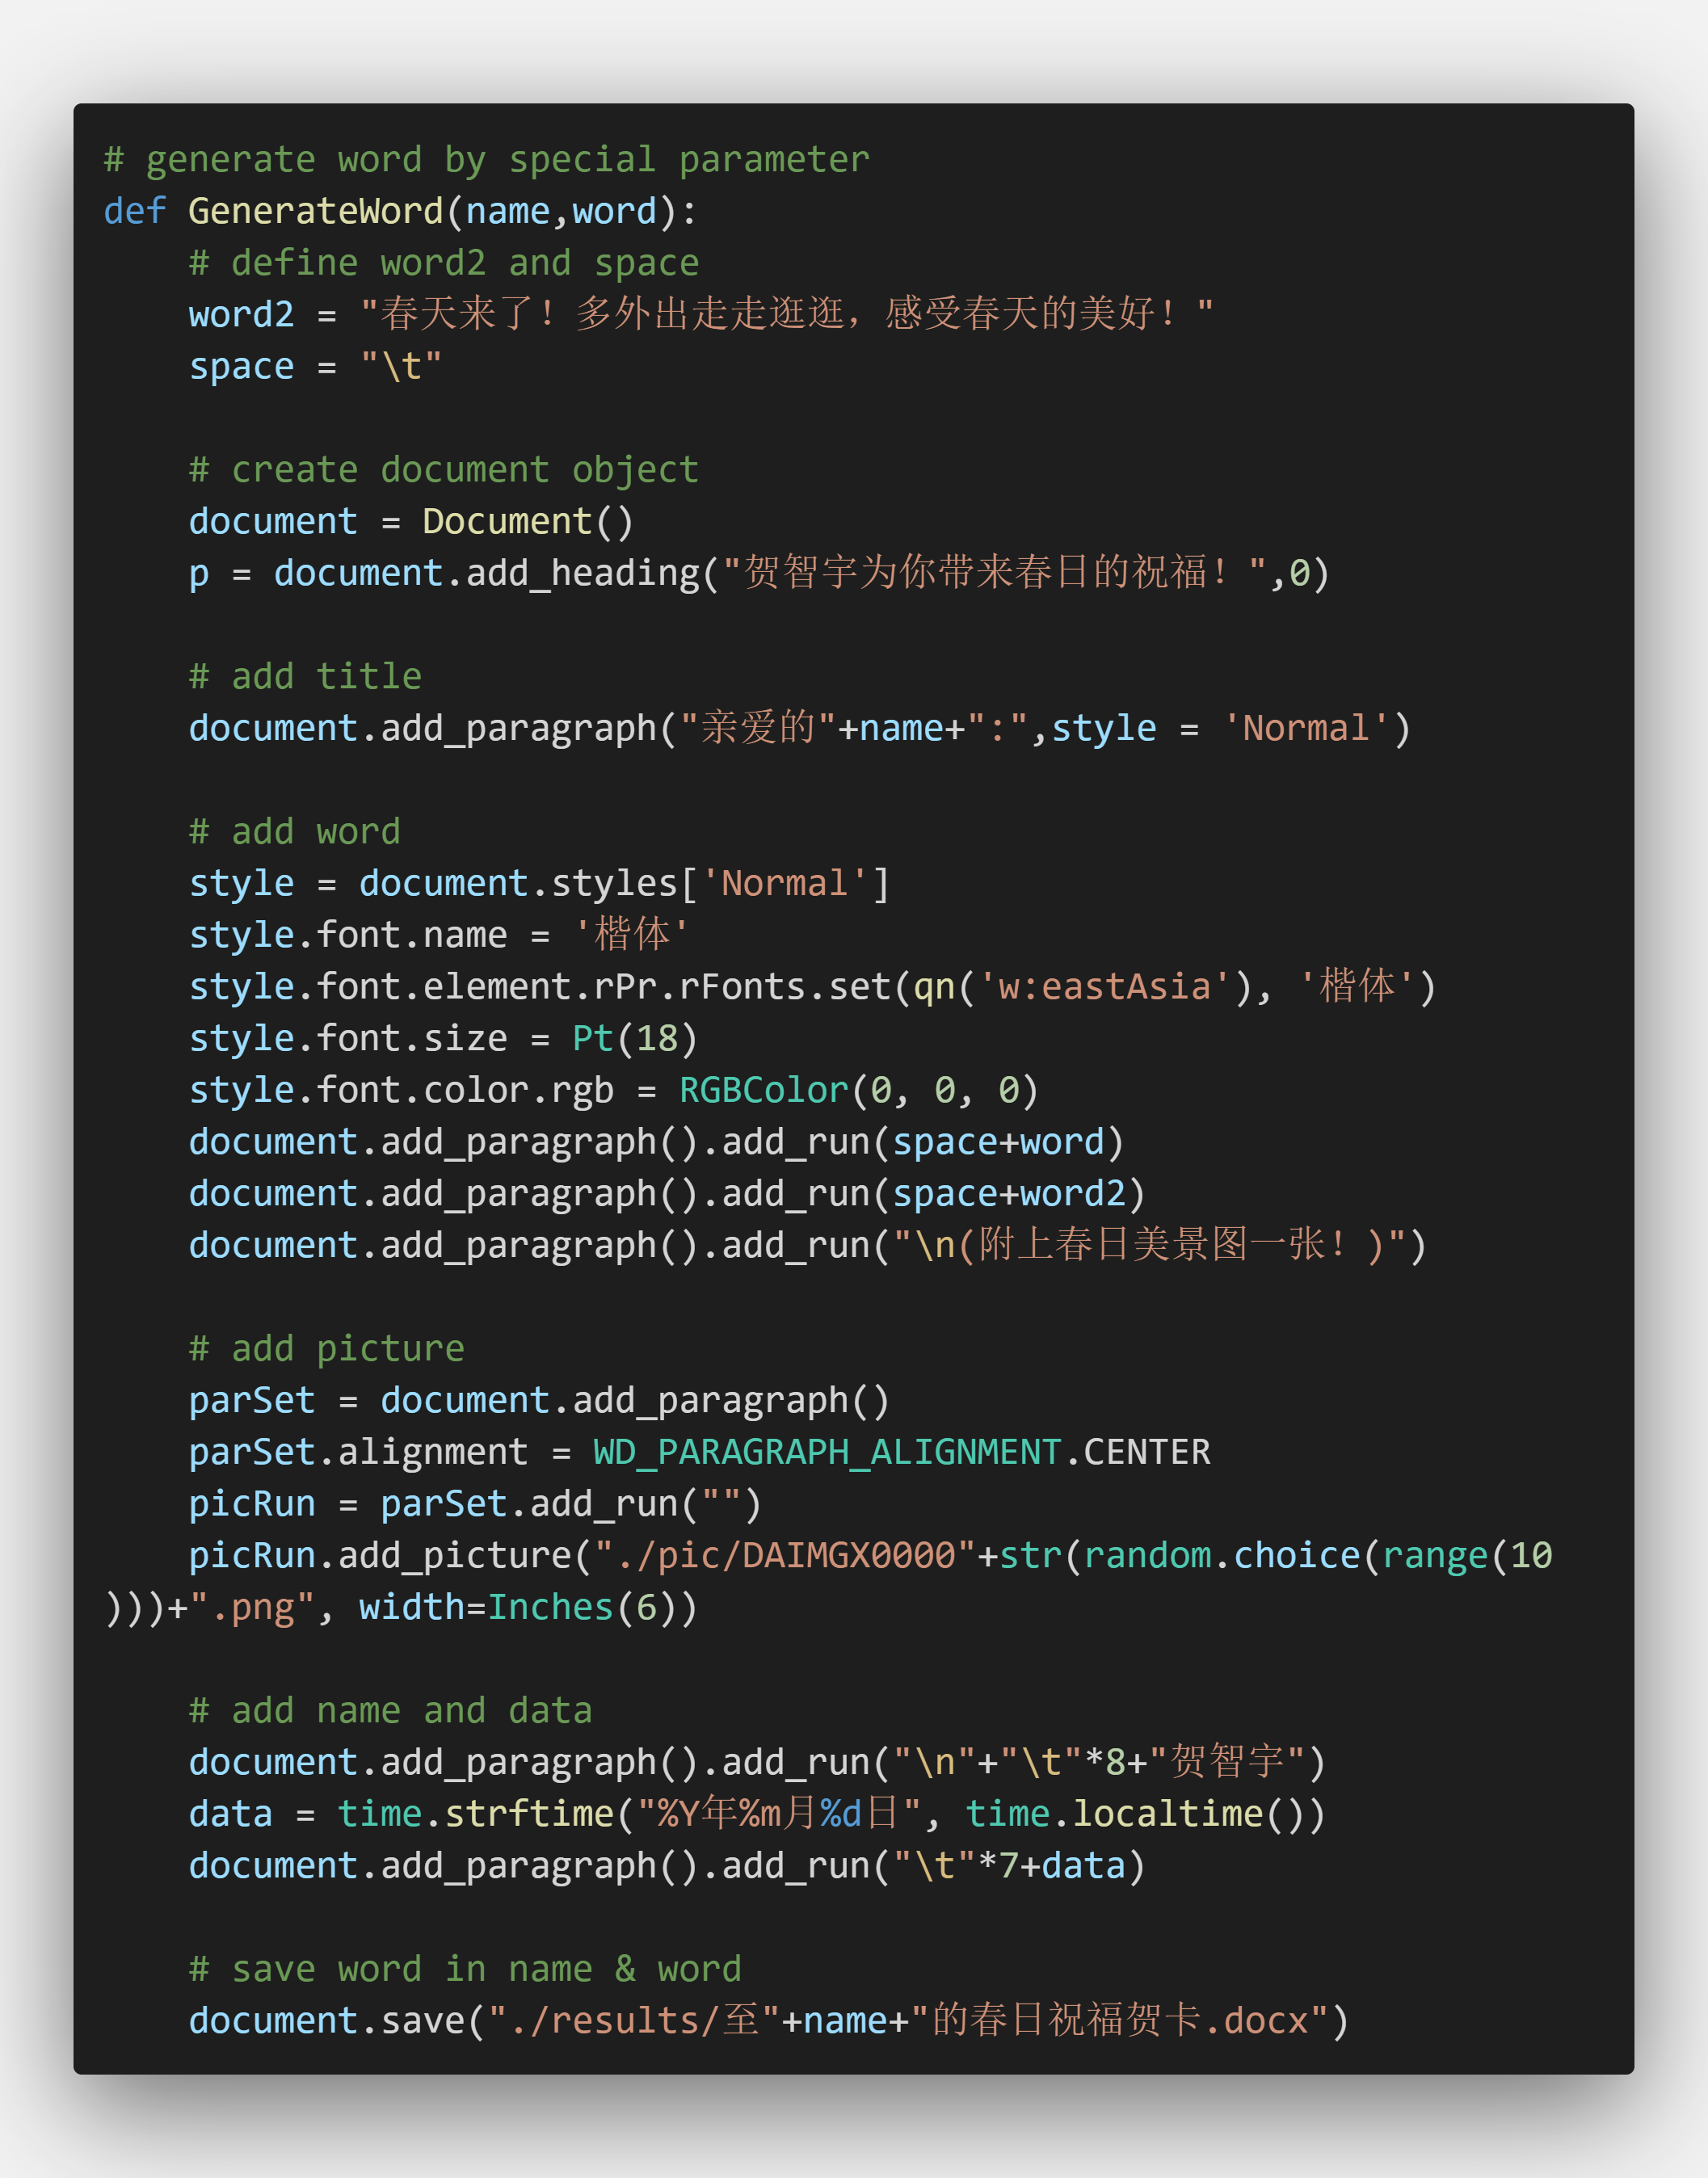 # generate word by special parameter
def GenerateWord(name,word):
    # define word2 and space
    word2 = "春天来了！多外出走走逛逛，感受春天的美好！"
    space = "\t"

    # create document object
    document = Document()
    p = document.add_heading("贺智宇为你带来春日的祝福！",0)

    # add title
    document.add_paragraph("亲爱的"+name+":",style = 'Normal')

    # add word
    style = document.styles['Normal']
    style.font.name = '楷体'
    style.font.element.rPr.rFonts.set(qn('w:eastAsia'), '楷体')
    style.font.size = Pt(18)
    style.font.color.rgb = RGBColor(0, 0, 0)
    document.add_paragraph().add_run(space+word)
    document.add_paragraph().add_run(space+word2)
    document.add_paragraph().add_run("\n(附上春日美景图一张！)")

    # add picture
    parSet = document.add_paragraph()
    parSet.alignment = WD_PARAGRAPH_ALIGNMENT.CENTER
    picRun = parSet.add_run("")
    picRun.add_picture("./pic/DAIMGX0000"+str(random.choice(range(10
)))+".png", width=Inches(6))

    # add name and data
    document.add_paragraph().add_run("\n"+"\t"*8+"贺智宇")
    data = time.strftime("%Y年%m月%d日", time.localtime())
    document.add_paragraph().add_run("\t"*7+data)

    # save word in name & word
    document.save("./results/至"+name+"的春日祝福贺卡.docx")